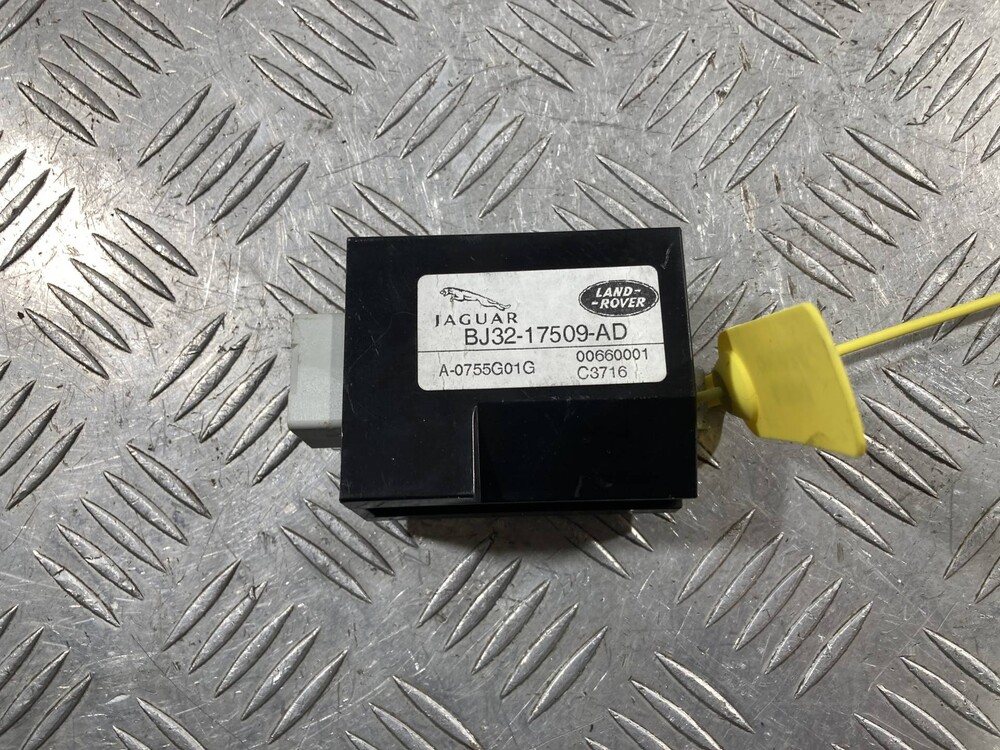 JAGUAR
LAND-
-ROVER
BJ32-17509-AD
A-0755G01G
00660001
C3716